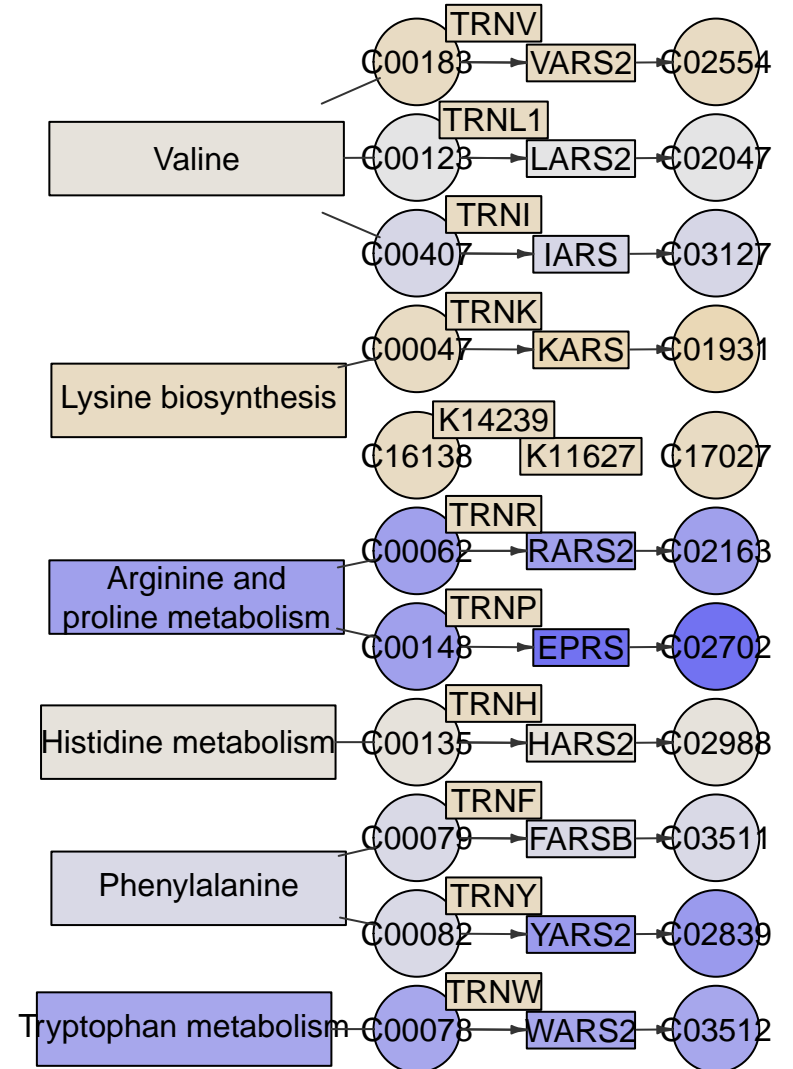 TRNV
C00183
VARS2
C02554
TRNL1
Valine
C00123
LARS2
C02047
TRNI
C00407
IARS
C03127
TRNK
C00047
KARS
C01931
Lysine biosynthesis
K14239
C16138
K11627
C17027
TRNR
C00062
RARS2
C02163
Arginine and
proline metabolism
TRNP
C00148
EPRS
C02702
TRNH
Histidine metabolism
C00135
HARS2
C02988
TRNF
C00079
FARSB
C03511
Phenylalanine
TRNY
C00082
YARS2
C02839
TRNW
Tryptophan metabolism
C00078
WARS2
C03512